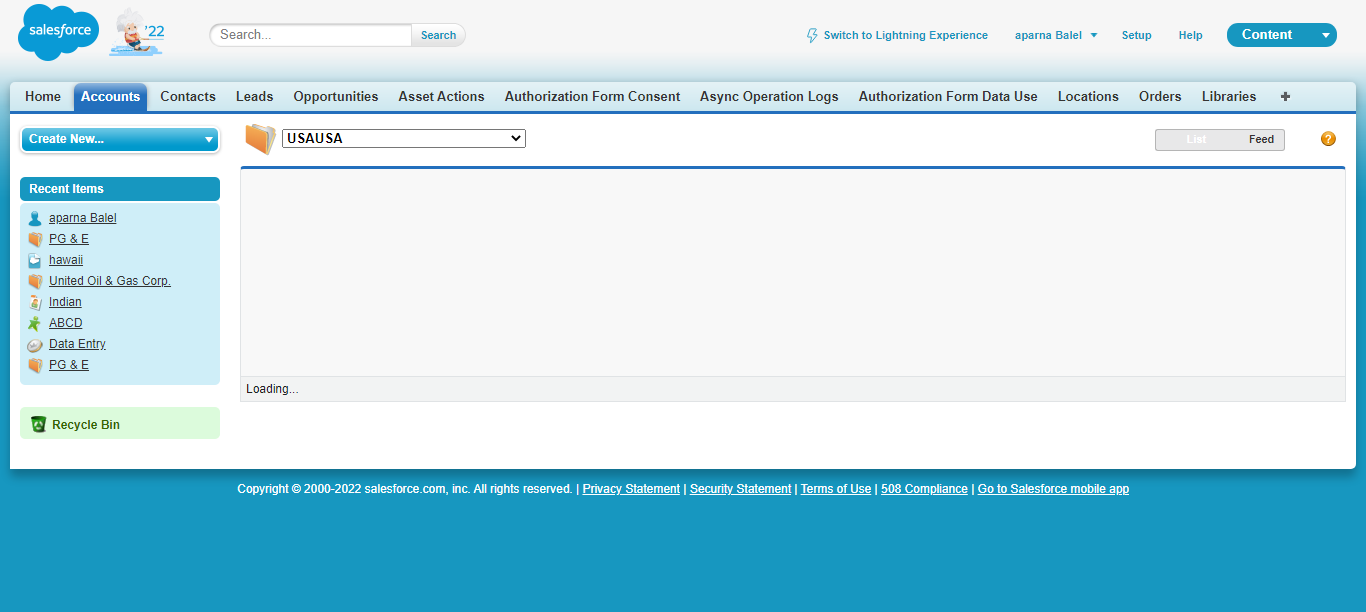 salesforce
'22
Search...
Search
Switch to Lightning Experience
aparna Balel
Setup
Help
Content
Home Accounts Contacts Leads Opportunities Asset Actions Authorization Form Consent Async Operation Logs Authorization Form Data Use Locations Orders Libraries +
Create New...
USAUSA
List Feed
?
Recent Items
aparna Balel
PG & E
hawaii
United Oil & Gas Corp.
Indian
ABCD
Data Entry
PG & E
Loading...
Recycle Bin
Copyright © 2000-2022 salesforce.com, inc. All rights reserved. | Privacy Statement | Security Statement | Terms of Use | 508 Compliance | Go to Salesforce mobile app